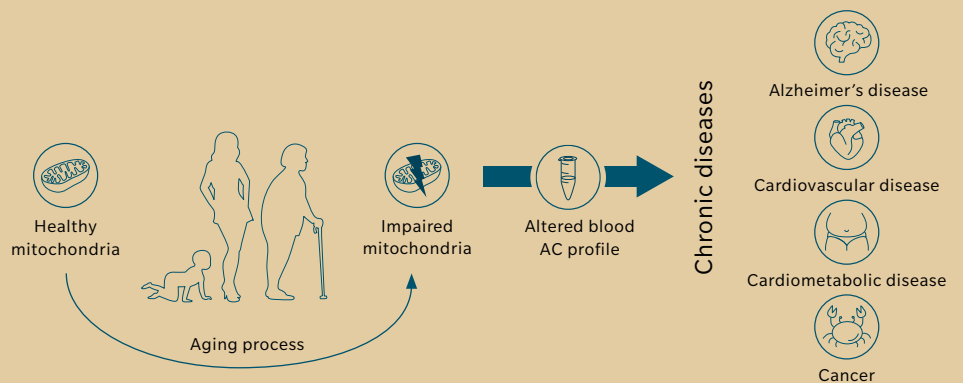 Healthy
mitochondria
Aging process
Impaired
mitochondria
Altered blood
AC profile
Chronic diseases
Alzheimer’s disease
Cardiovascular disease
Cardiometabolic disease
Cancer